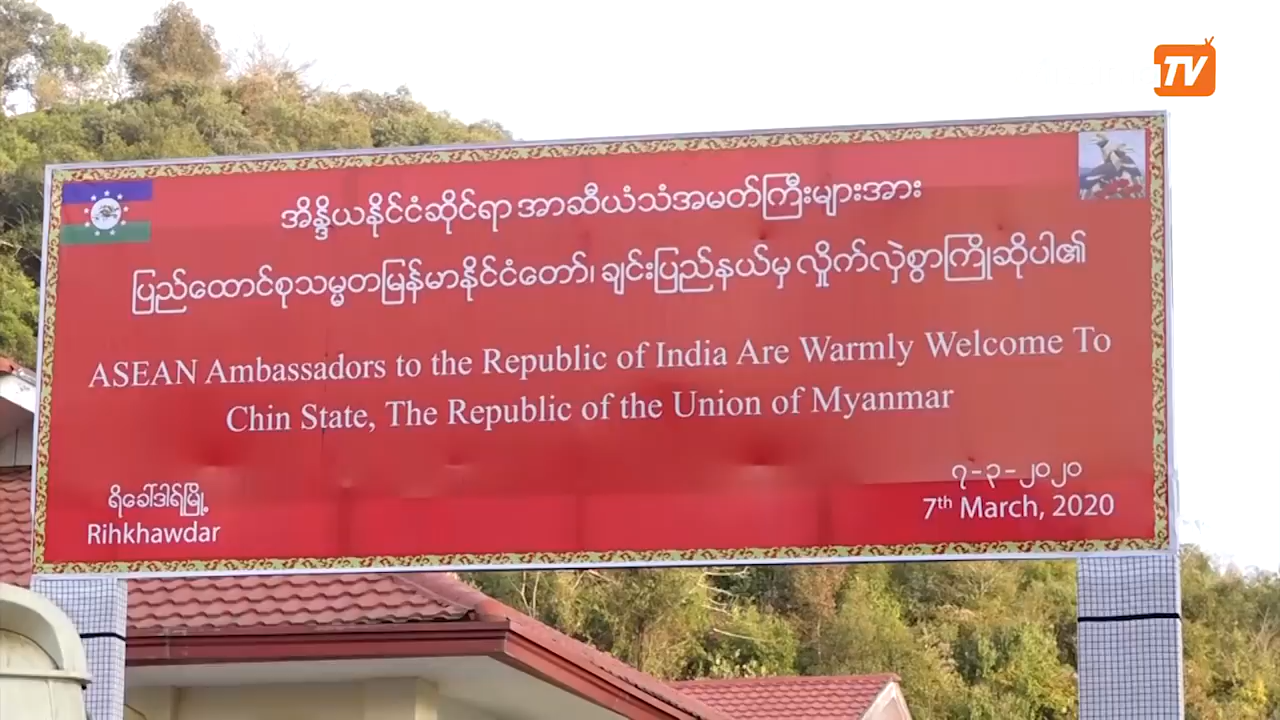 TV
အိန္ဒိယနိုင်ငံဆိုင်ရာ အာဆီယံသံအမတ်ကြီးများအား
ပြည်ထောင်စုသမ္မတမြန်မာနိုင်ငံတော်၊ ချင်းပြည်နယ်မှ လှိုက်လှဲစွာကြိုဆိုပါ၏
ASEAN Ambassadors to the Republic of India Are Warmly Welcome To
Chin State, The Republic of the Union of Myanmar
ရိခေါ်ဒါရ်မြို့
Rihkhawdar
၇-၃-၂၀၂၀
7th March, 2020